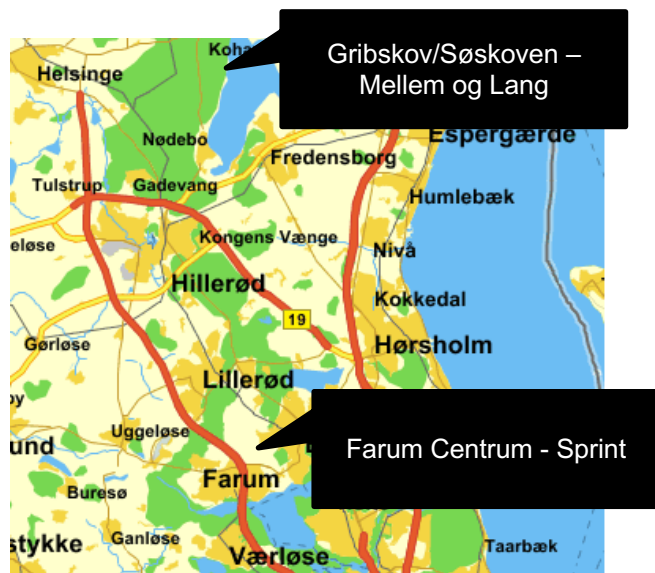 Gribskov/Søskoven –
Mellem og Lang
Helsinge
Espergærde
Nødebo
Fredensborg
Tulstrup
Gadevang
Humlebæk
Kongens Vænge
Nivå
Hillerød
Kokkedal
19
Gørløse
Hørsholm
Lillerød
Uggeløse
Farum Centrum - Sprint
Farum
Buresø
Ganløse
Værløse
Taarbæk